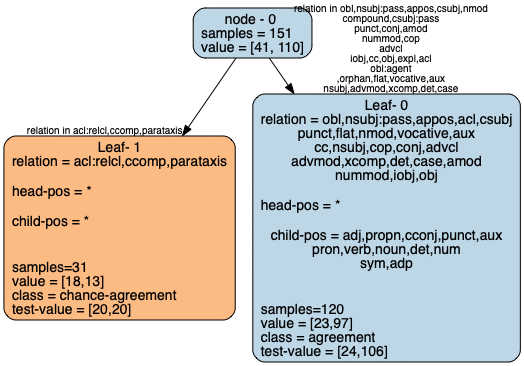 relation in obl,nsubj:pass,appos,csubj,nmod
compound,csubj:pass
punct,conj,amod
nummod,cop
advcl
iobj,cc,obj,expl,acl
obl:agent
,orphan,flat,vocative,aux
nsubj,advmod,xcomp,det,case
node - 0
samples = 151
value = [41, 110]
relation in acl:relcl,ccomp,parataxis
Leaf- 1
relation = acl:relcl,ccomp,parataxis
head-pos = *
child-pos = *
samples=31
value = [18,13]
class = chance-agreement
test-value = [20,20]
Leaf- 0
relation = obl,nsubj:pass,appos,acl,csubj
punct,flat,nmod,vocative,aux
cc,nsubj,cop,conj,advcl
advmod,xcomp,det,case,amod
nummod,iobj,obj
head-pos = *
child-pos = adj,propn,cconj,punct,aux
pron,verb,noun,det,num
sym,adp
samples=120
value = [23,97]
class = agreement
test-value = [24,106]